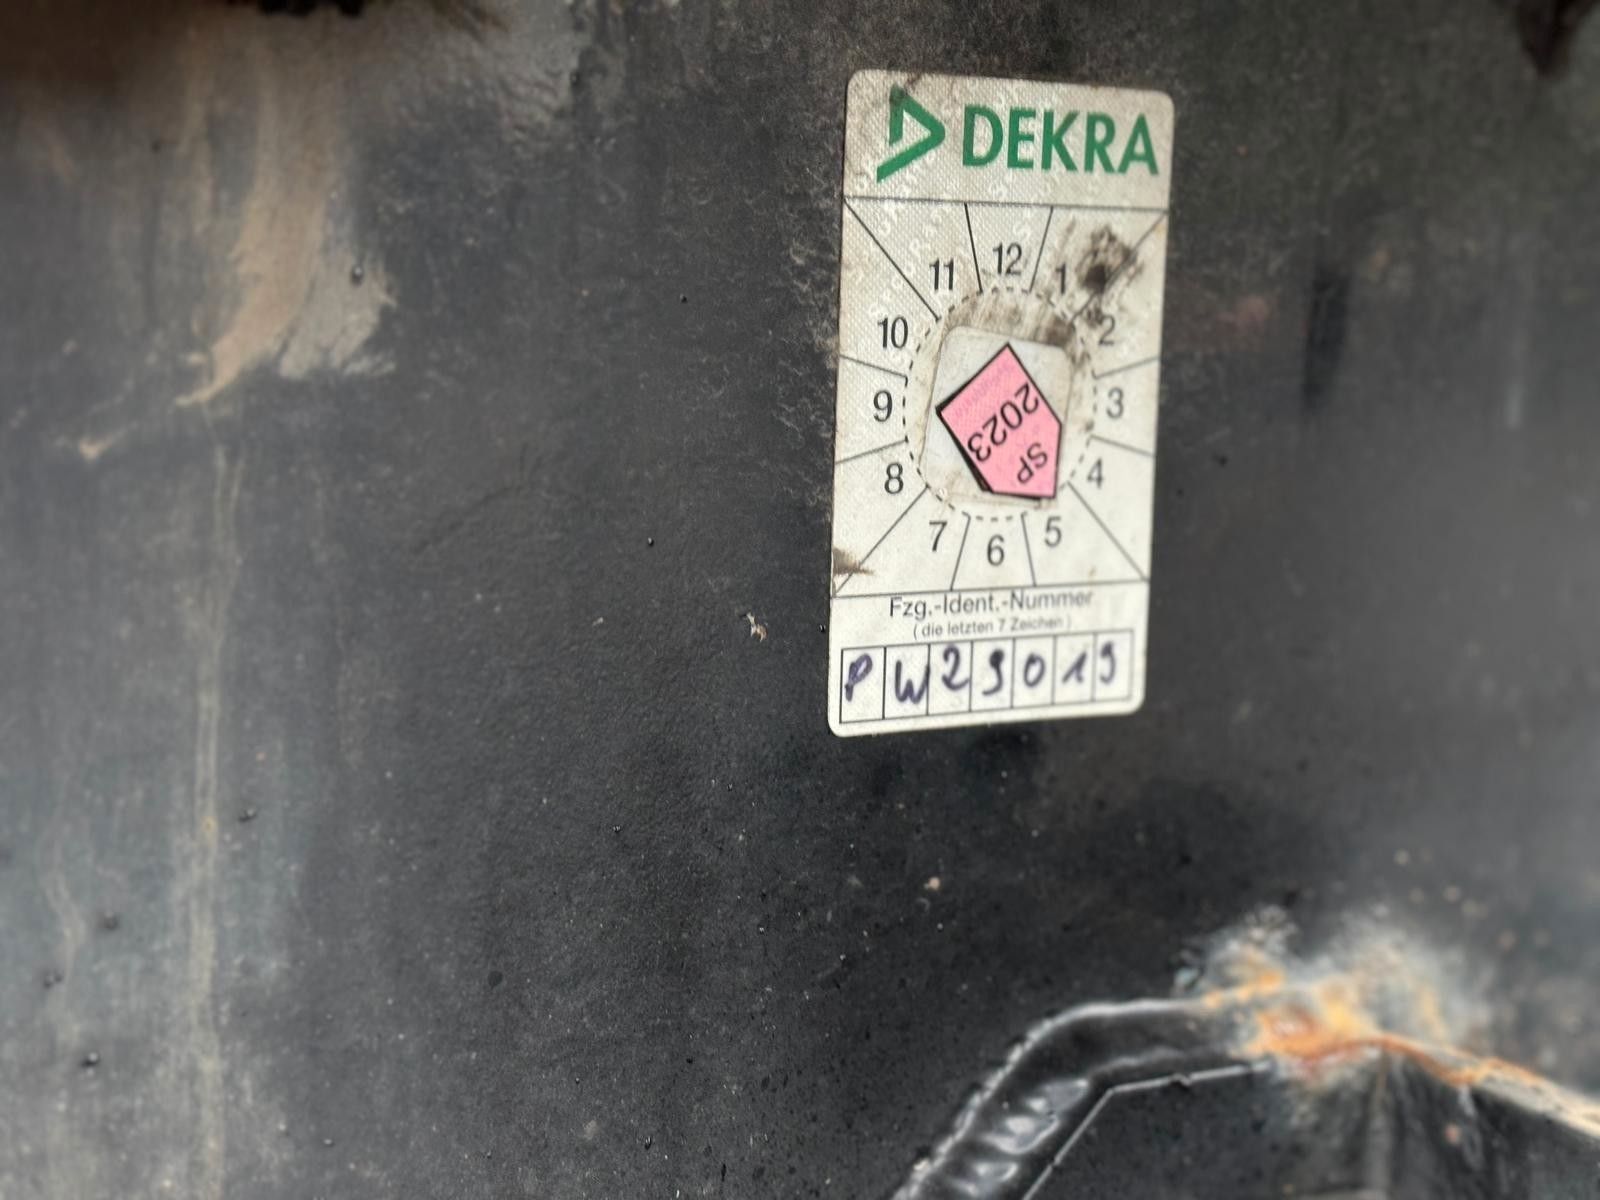 DEKRA
11 12 1
10 2
9 3
8 4
7 6 5
2023
SP
Fzg.-Ident.-Nummer
( die letzten 7 Zeichen )
PW29019